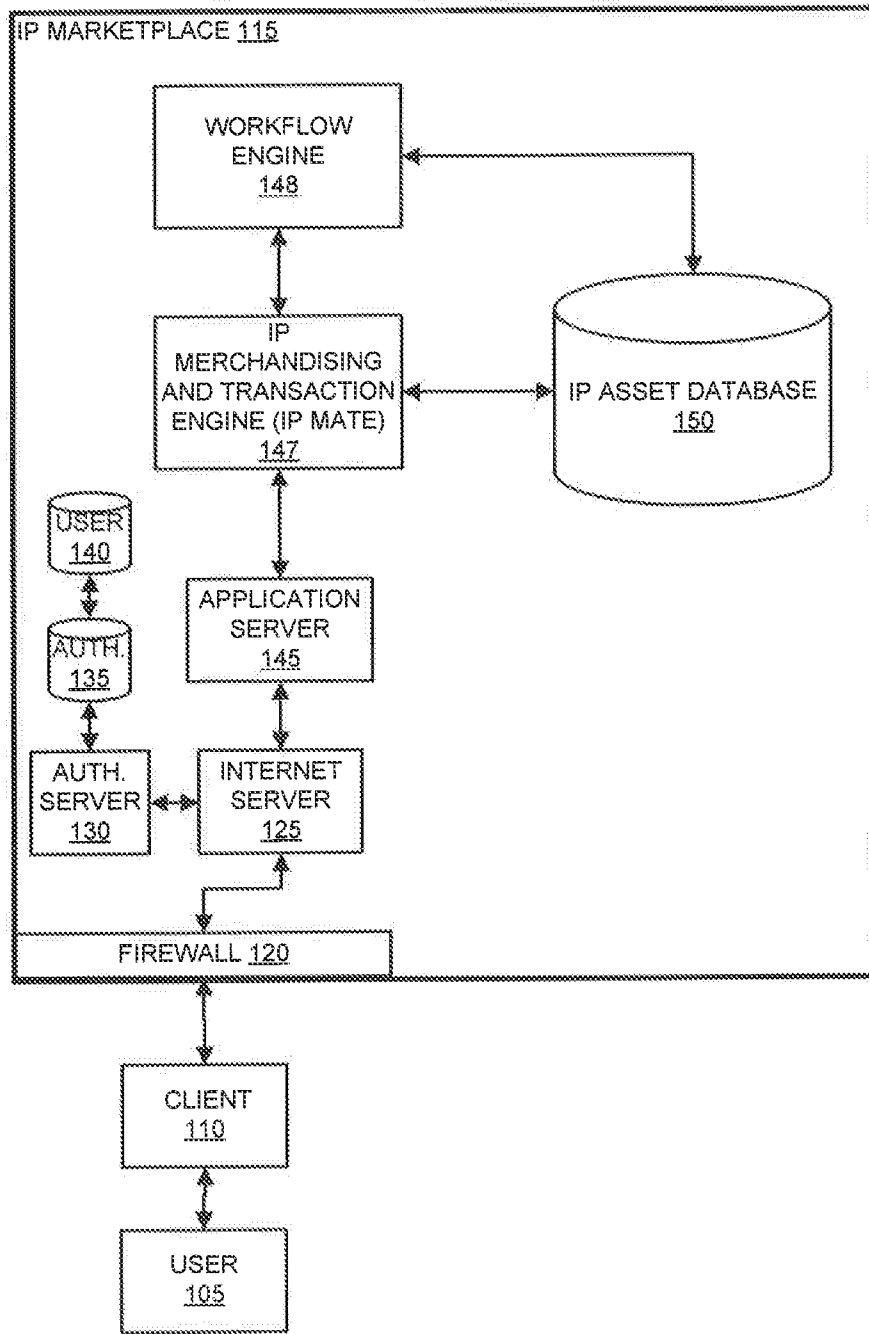 IP MARKETPLACE 115
WORKFLOW
ENGINE
148
IP
MERCHANDISING
AND TRANSACTION
ENGINE (IP MATE)
147
IP ASSET DATABASE
150
USER
140
AUTH.
135
APPLICATION
SERVER
145
AUTH.
SERVER
130
INTERNET
SERVER
125
FIREWALL 120
CLIENT
110
USER
105